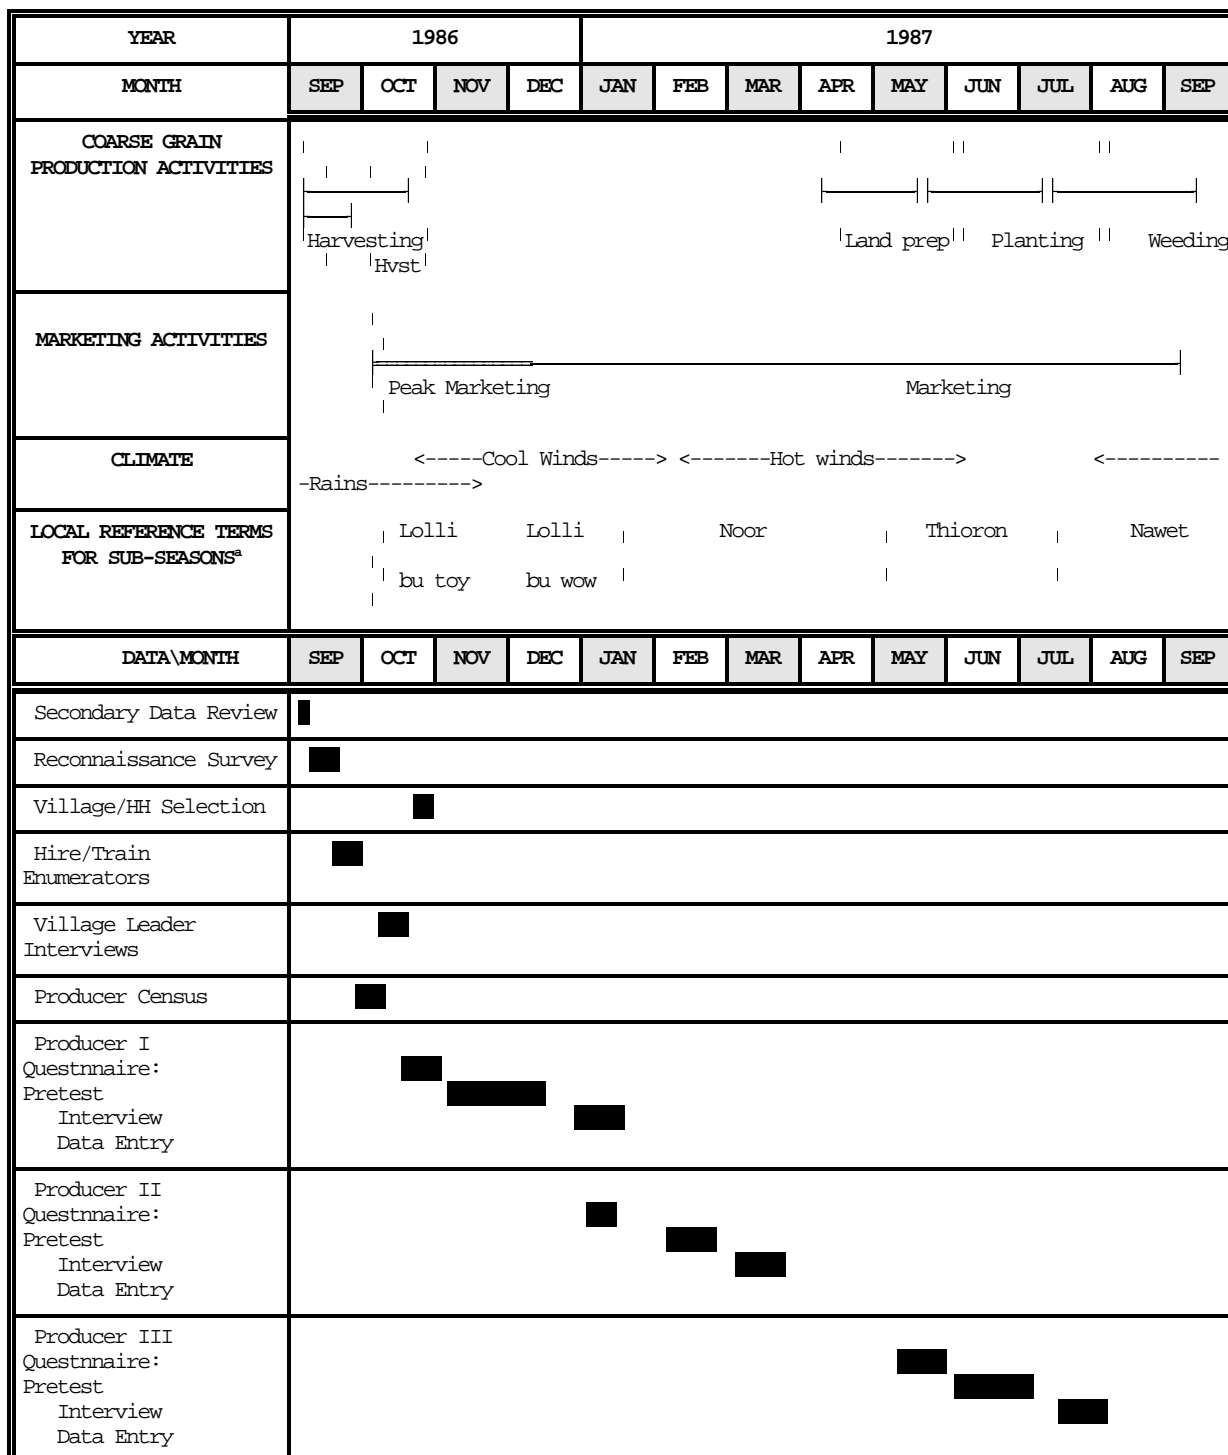 YEAR 1986 1987
MONTH SEP OCT NOV DEC JAN FEB MAR APR MAY JUN JUL AUG SEP
COARSE GRAIN
PRODUCTION ACTIVITIES
Harvesting Land prep Planting Weeding
Hvst
MARKETING ACTIVITIES
Peak Marketing Marketing
CLIMATE <-----Cool Winds-----> <-------Hot winds-------> <----------
-Rains--------->
LOCAL REFERENCE TERMS Lolli Lolli Noor Thioron Nawet
FOR SUB-SEASONSᵃ
bu toy bu wow
DATA\MONTH SEP OCT NOV DEC JAN FEB MAR APR MAY JUN JUL AUG SEP
Secondary Data Review
Reconnaissance Survey
Village/HH Selection
Hire/Train
Enumerators
Village Leader
Interviews
Producer Census
Producer I
Questnnaire:
Pretest
Interview
Data Entry
Producer II
Questnnaire:
Pretest
Interview
Data Entry
Producer III
Questnnaire:
Pretest
Interview
Data Entry